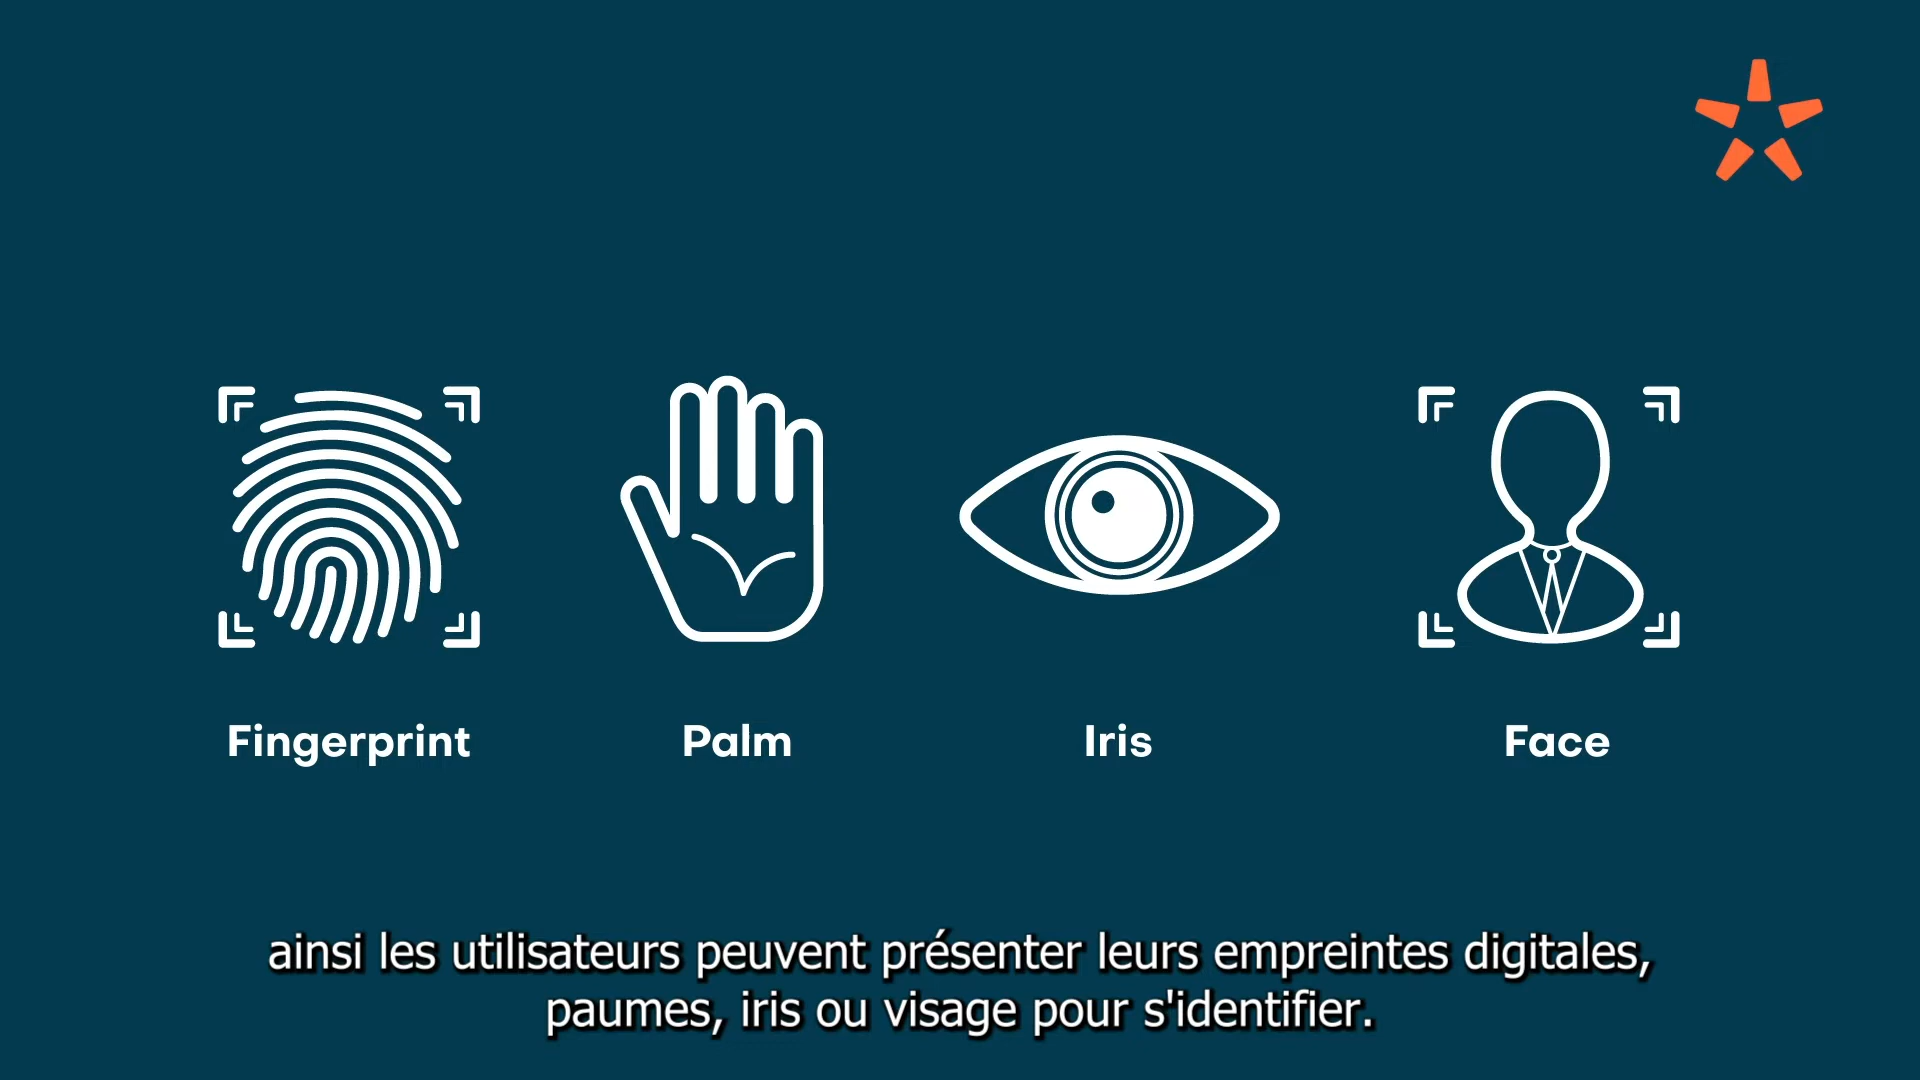 Fingerprint
Palm
Iris
Face
ainsi les utilisateurs peuvent présenter leurs empreintes digitales,
paumes, iris ou visage pour s'identifier.